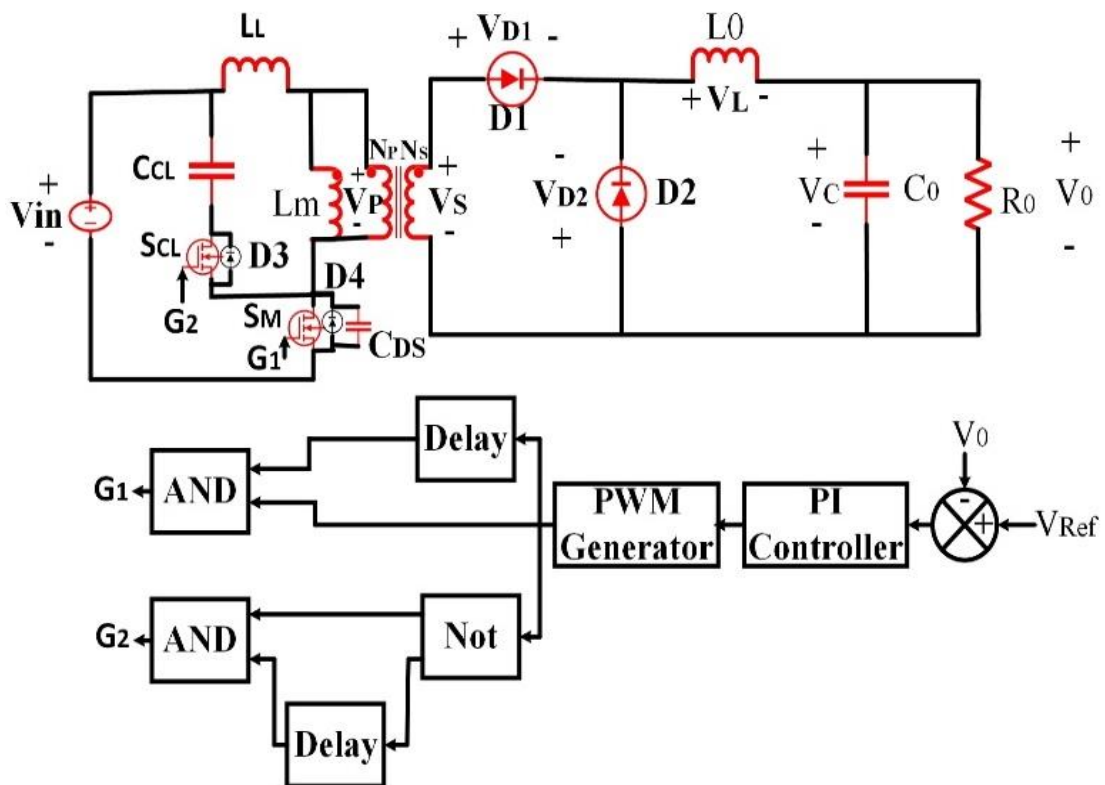 LL
+ VD1 -
L0
D1
+ VL -
CCL
NP NS
+
Vin
-
Lm
+
VP
-
+
VS
-
-
VD2
+
D2
+
VC
-
C0
R0
+
V0
-
SCL
D3
G2
D4
SM
G1
CDS
Delay
V0
G1
AND
PWM
Generator
PI
Controller
-
+
VRef
G2
AND
Not
Delay